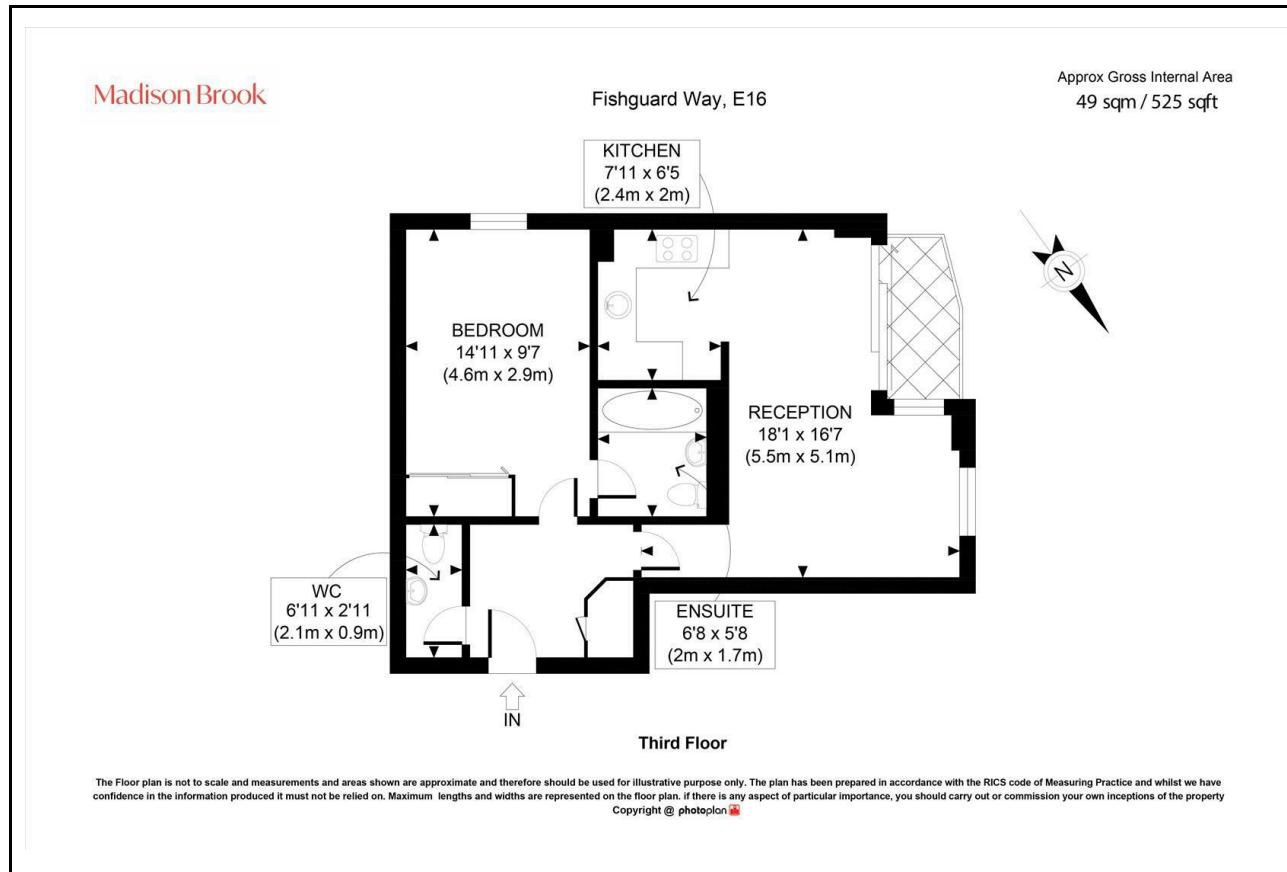 Madison Brook
Fishguard Way, E16
Approx Gross Internal Area
49 sqm / 525 sqft
KITCHEN
7'11 x 6'5
(2.4m x 2m)
N
BEDROOM
14'11 x 9'7
(4.6m x 2.9m)
RECEPTION
18'1 x 16'7
(5.5m x 5.1m)
WC
6'11 x 2'11
(2.1m x 0.9m)
ENSUITE
6'8 x 5'8
(2m x 1.7m)
IN
Third Floor
The Floor plan is not to scale and measurements and areas shown are approximate and therefore should be used for illustrative purpose only. The plan has been prepared in accordance with the RICS code of Measuring Practice and whilst we have
confidence in the information produced it must not be relied on. Maximum lengths and widths are represented on the floor plan. if there is any aspect of particular importance, you should carry out or commission your own inceptions of the property
Copyright @ photoplan